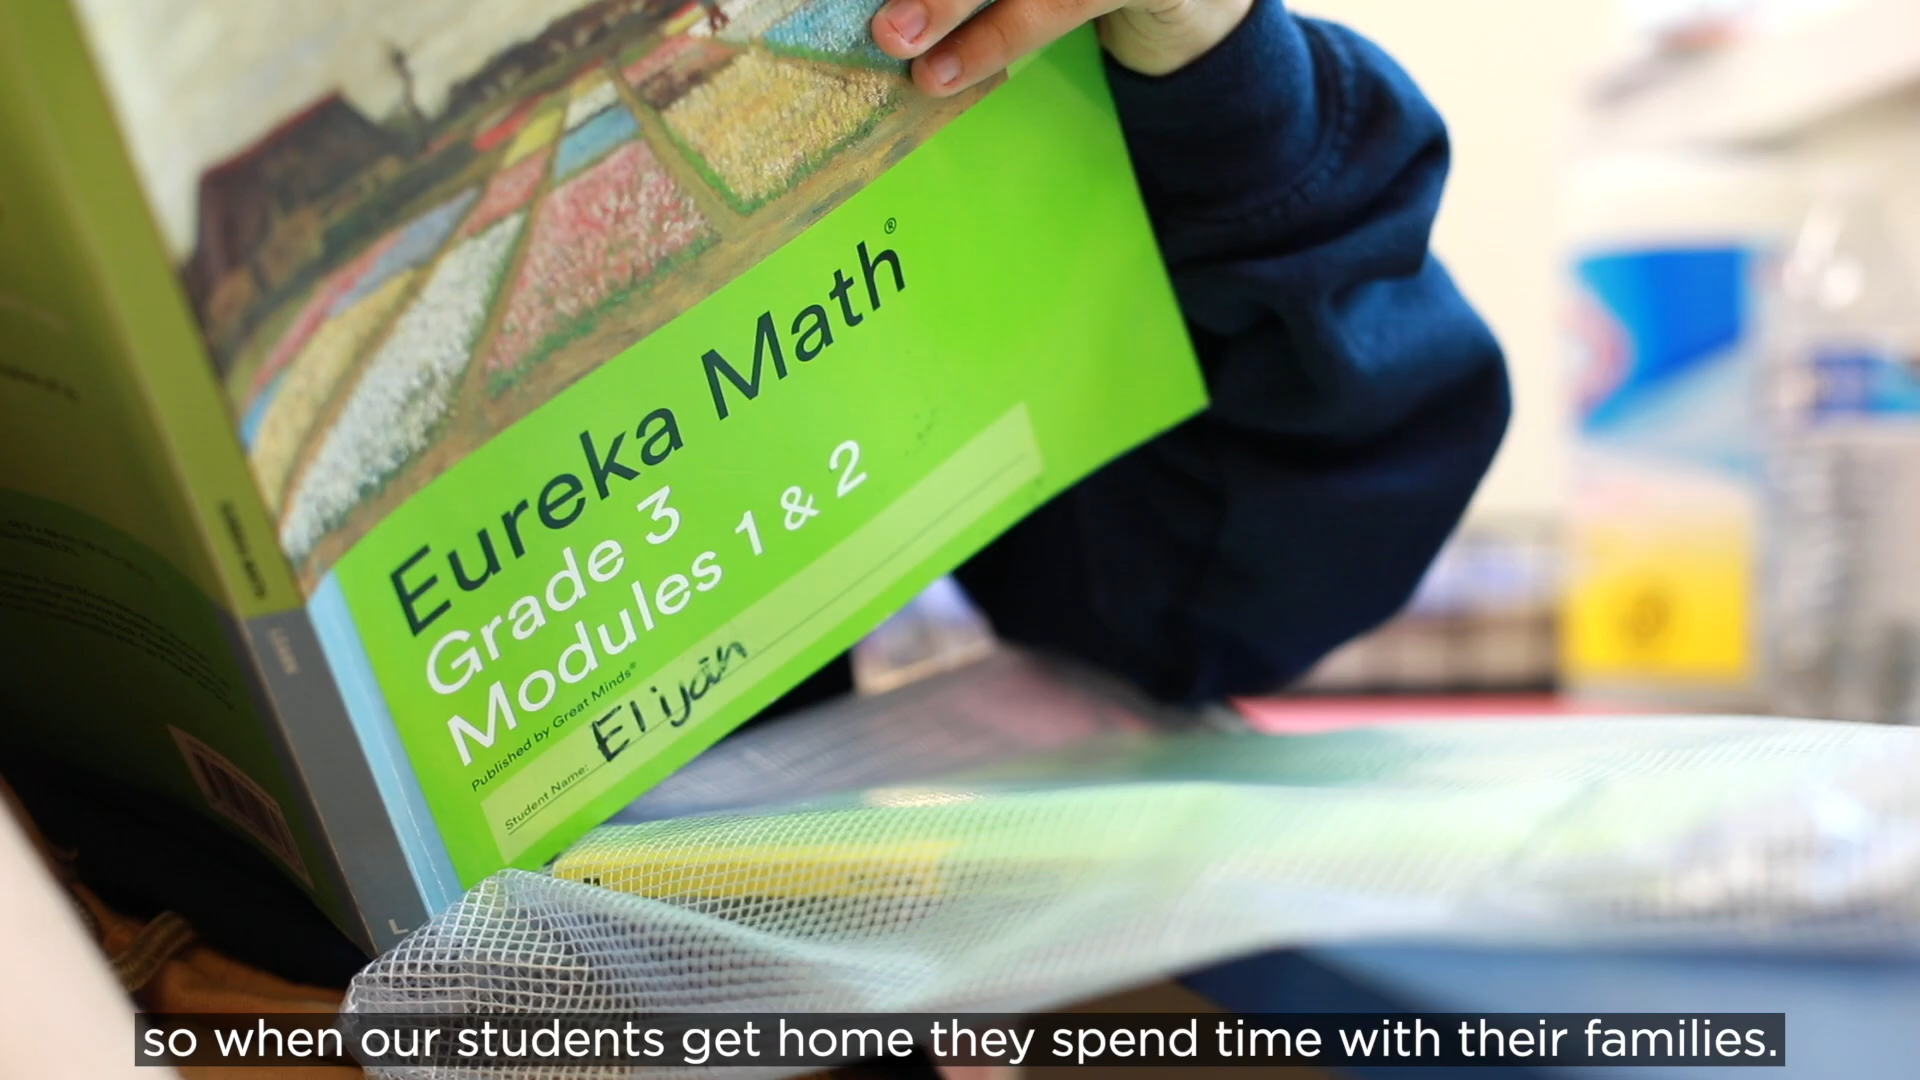 Eureka Math®
Grade 3
Modules 1 & 2
Published by Great Minds®
Student Name: Elijah
so when our students get home they spend time with their families.